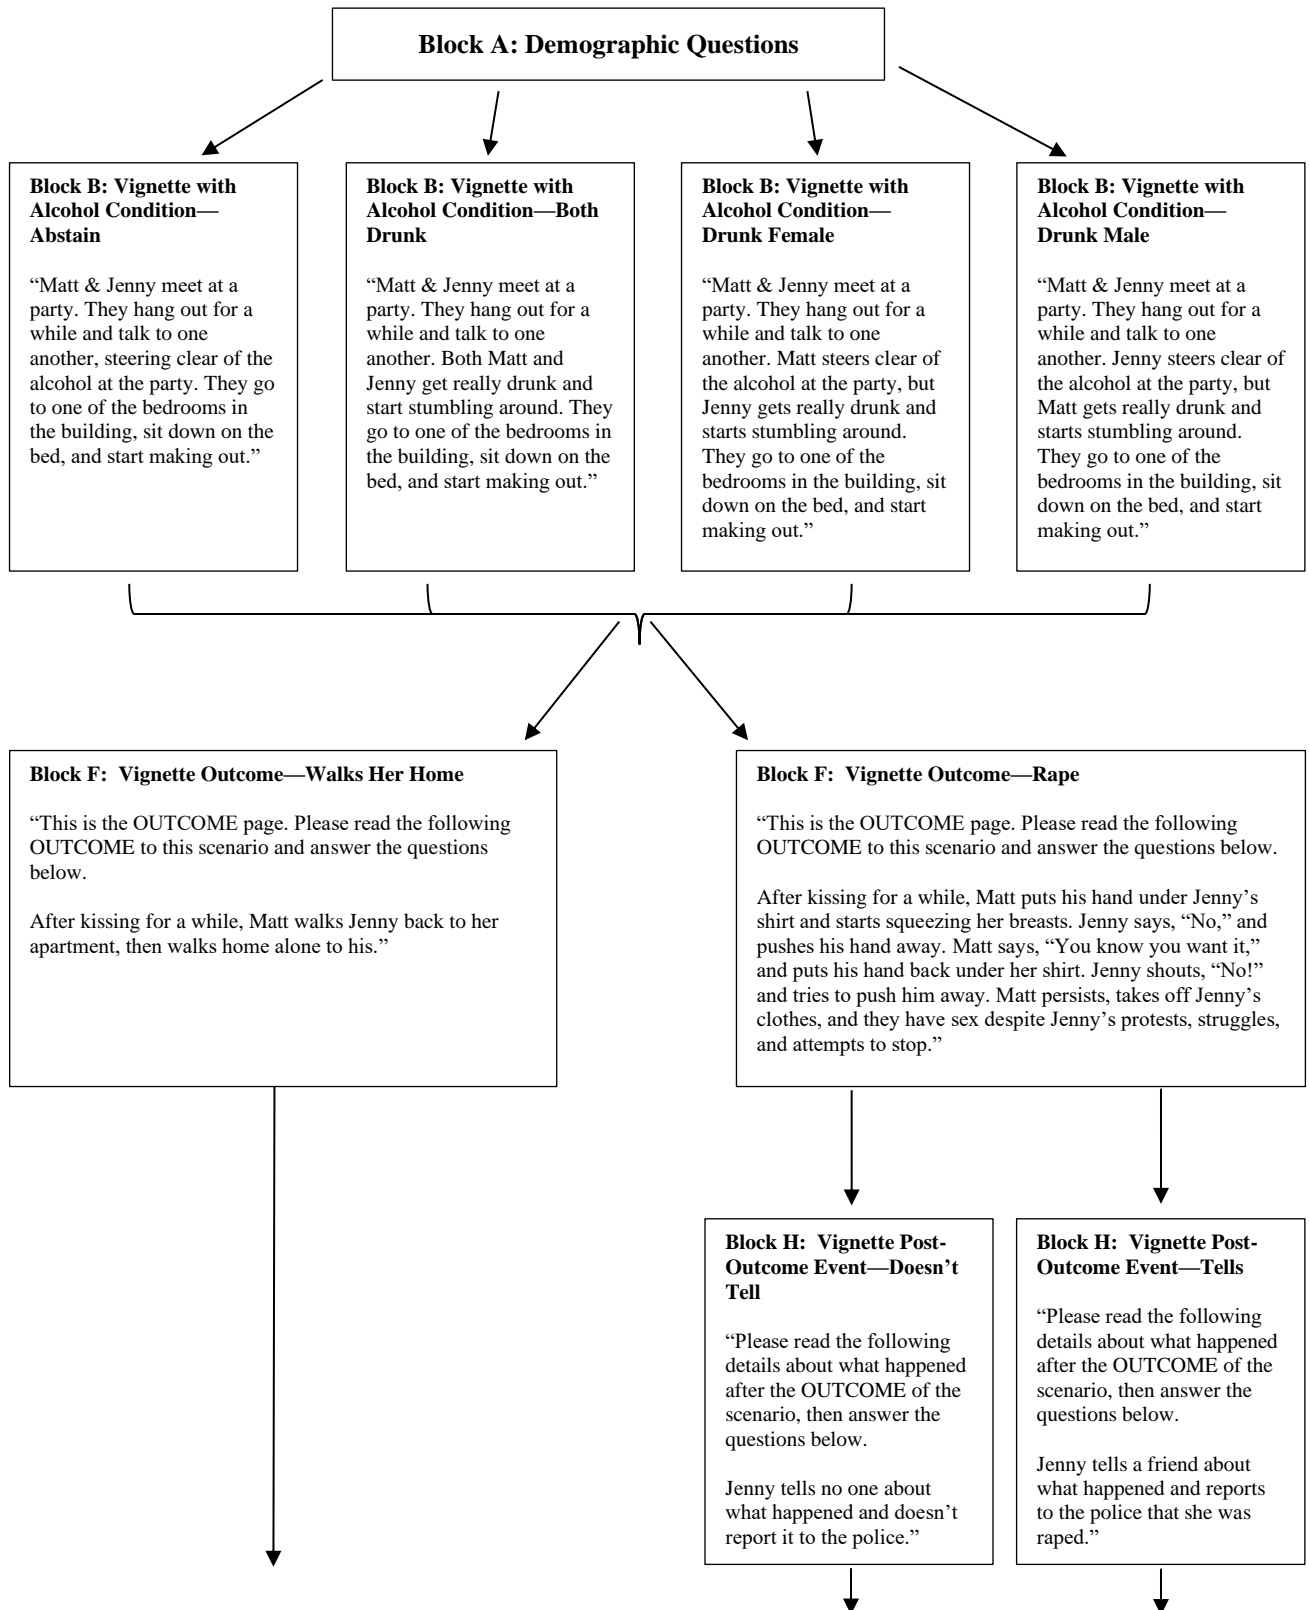 Block A: Demographic Questions
Block B: Vignette with
Alcohol Condition—
Abstain
“Matt & Jenny meet at a
party. They hang out for a
while and talk to one
another, steering clear of the
alcohol at the party. They go
to one of the bedrooms in
the building, sit down on the
bed, and start making out.”
Block B: Vignette with
Alcohol Condition—Both
Drunk
“Matt & Jenny meet at a
party. They hang out for a
while and talk to one
another. Both Matt and
Jenny get really drunk and
start stumbling around. They
go to one of the bedrooms in
the building, sit down on the
bed, and start making out.”
Block B: Vignette with
Alcohol Condition—
Drunk Female
“Matt & Jenny meet at a
party. They hang out for a
while and talk to one
another. Matt steers clear of
the alcohol at the party, but
Jenny gets really drunk and
starts stumbling around.
They go to one of the
bedrooms in the building, sit
down on the bed, and start
making out.”
Block B: Vignette with
Alcohol Condition—
Drunk Male
“Matt & Jenny meet at a
party. They hang out for a
while and talk to one
another. Jenny steers clear of
the alcohol at the party, but
Matt gets really drunk and
starts stumbling around.
They go to one of the
bedrooms in the building, sit
down on the bed, and start
making out.”
Block F:  Vignette Outcome—Walks Her Home
“This is the OUTCOME page. Please read the following
OUTCOME to this scenario and answer the questions
below.
After kissing for a while, Matt walks Jenny back to her
apartment, then walks home alone to his.”
Block F:  Vignette Outcome—Rape
“This is the OUTCOME page. Please read the following
OUTCOME to this scenario and answer the questions below.
After kissing for a while, Matt puts his hand under Jenny’s
shirt and starts squeezing her breasts. Jenny says, “No,” and
pushes his hand away. Matt says, “You know you want it,”
and puts his hand back under her shirt. Jenny shouts, “No!”
and tries to push him away. Matt persists, takes off Jenny’s
clothes, and they have sex despite Jenny’s protests, struggles,
and attempts to stop.”
Block H:  Vignette Post-
Outcome Event—Doesn’t
Tell
“Please read the following
details about what happened
after the OUTCOME of the
scenario, then answer the
questions below.
Jenny tells no one about
what happened and doesn’t
report it to the police.”
Block H:  Vignette Post-
Outcome Event—Tells
“Please read the following
details about what happened
after the OUTCOME of the
scenario, then answer the
questions below.
Jenny tells a friend about
what happened and reports
to the police that she was
raped.”